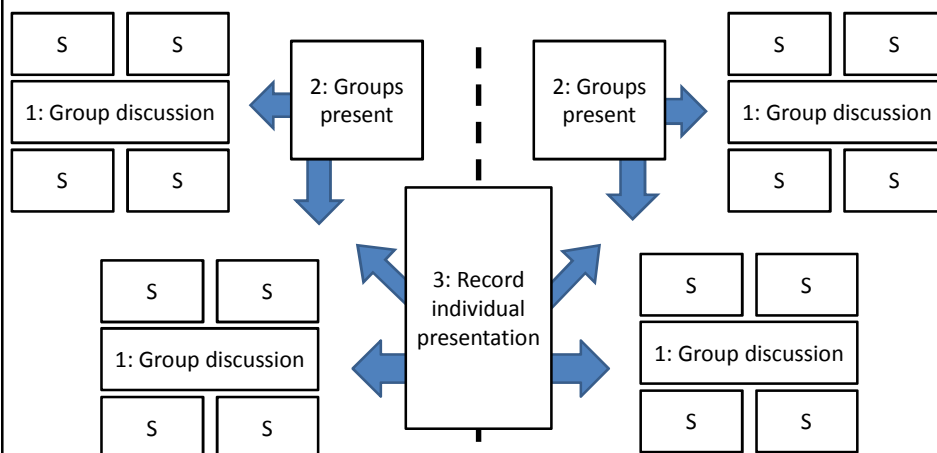 S S
1: Group discussion
S S
2: Groups
present
2: Groups
present
S S
1: Group discussion
S S
3: Record
individual
presentation
S S
1: Group discussion
S S
S S
1: Group discussion
S S